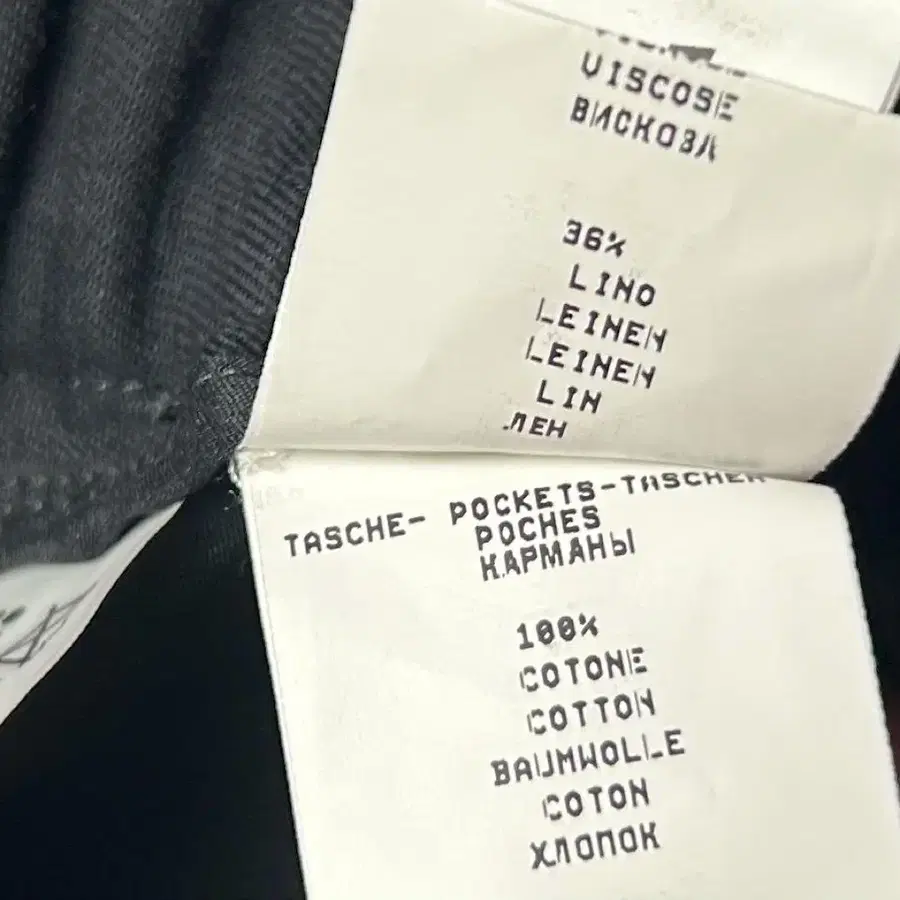 VISCOSE
ВИСКОЗА
36%
LINO
LEINEN
LEINEN
LIN
ЛЕН
TASCHE- POCKETS-TASCHEN
POCHES
КАРМАНЫ
100%
COTONE
COTTON
BAUMWOLLE
COTON
ХЛОПОК